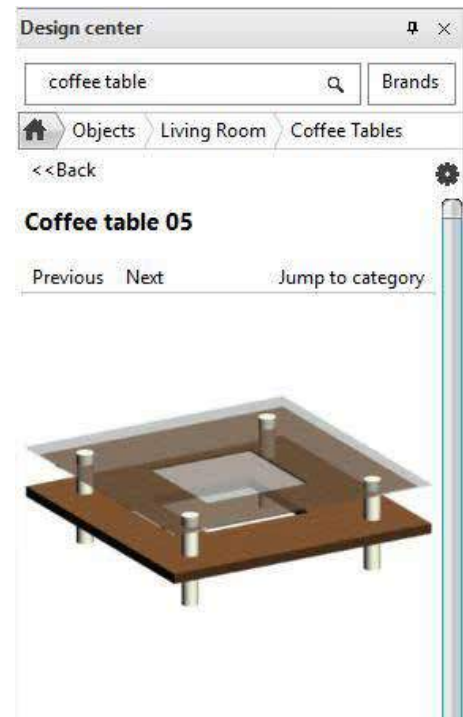 Design center
coffee table
Brands
Objects Living Room Coffee Tables
<<Back
Coffee table 05
Previous Next Jump to category